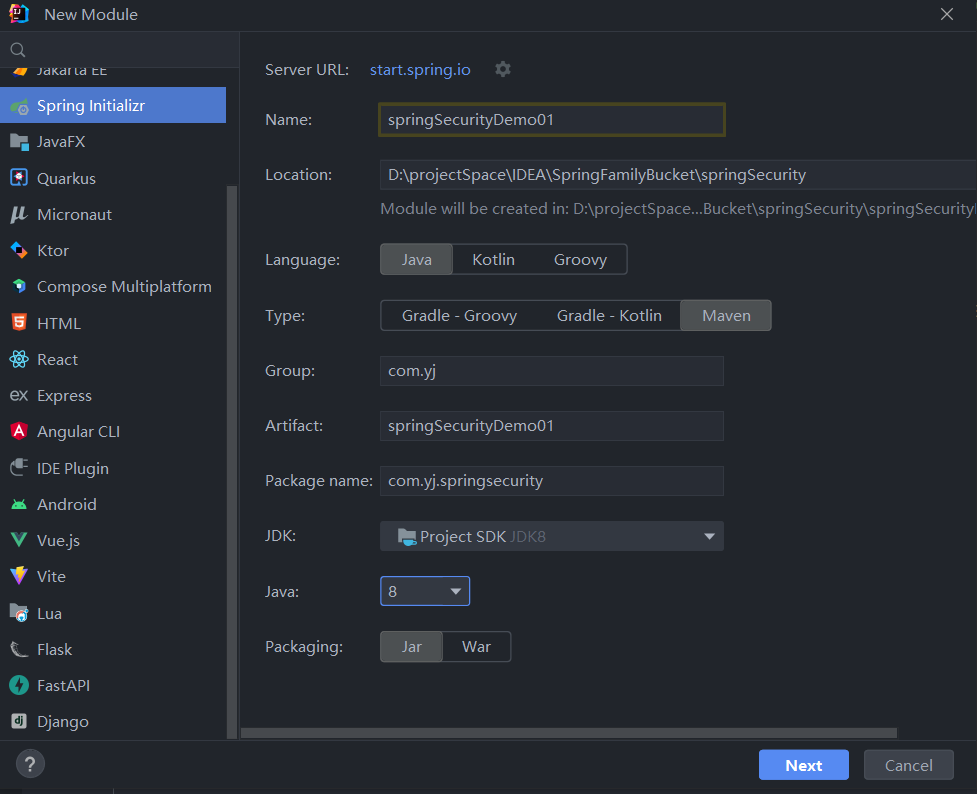 New Module
Jakarta EE
Spring Initializr
JavaFX
Quarkus
Micronaut
Ktor
Compose Multiplatform
HTML
React
Express
Angular CLI
IDE Plugin
Android
Vue.js
Vite
Lua
Flask
FastAPI
Django
Server URL: start.spring.io
Name: springSecurityDemo01
Location: D:\projectSpace\IDEA\SpringFamilyBucket\springSecurity
Module will be created in: D:\projectSpace...Bucket\springSecurity\springSecurity
Language: Java Kotlin Groovy
Type: Gradle - Groovy Gradle - Kotlin Maven
Group: com.yj
Artifact: springSecurityDemo01
Package name: com.yj.springsecurity
JDK: Project SDK JDK8
Java: 8
Packaging: Jar War
? Next Cancel